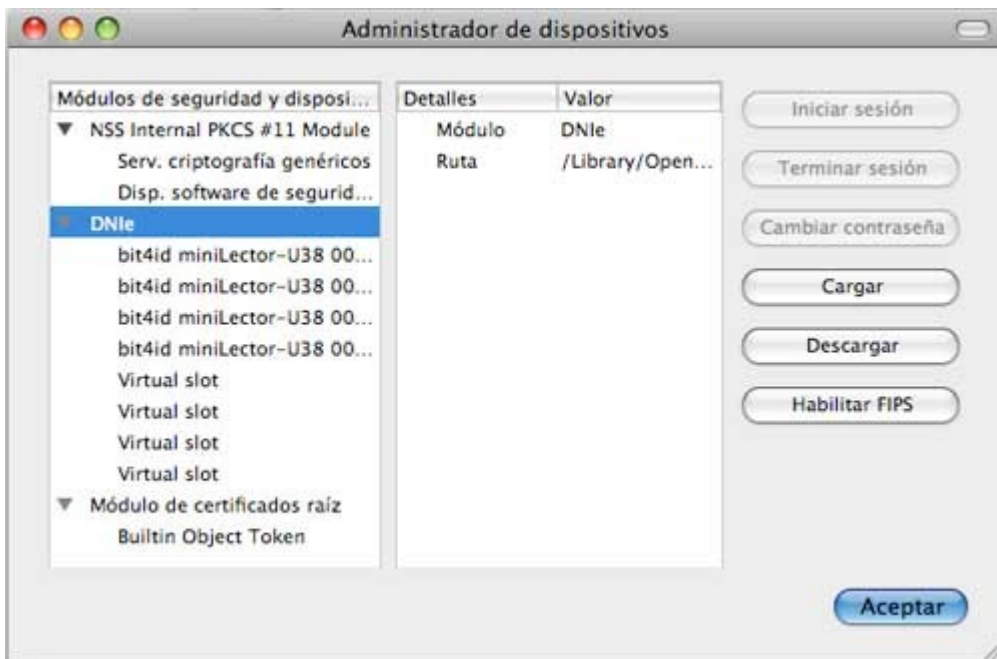 Administrador de dispositivos
Módulos de seguridad y disposi...
NSS Internal PKCS #11 Module
Serv. criptografía genéricos
Disp. software de segurid...
DNIe
bit4id miniLector-U38 00...
bit4id miniLector-U38 00...
bit4id miniLector-U38 00...
bit4id miniLector-U38 00...
Virtual slot
Virtual slot
Virtual slot
Virtual slot
Módulo de certificados raíz
Builtin Object Token
Detalles Valor
Módulo DNIe
Ruta /Library/Open...
Iniciar sesión
Terminar sesión
Cambiar contraseña
Cargar
Descargar
Habilitar FIPS
Aceptar